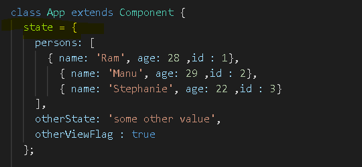 class App extends Component {
state = {
persons: [
{ name: 'Ram', age: 28 ,id : 1},
{ name: 'Manu', age: 29 ,id : 2},
{ name: 'Stephanie', age: 22 ,id : 3}
],
otherState: 'some other value',
otherViewFlag : true
};